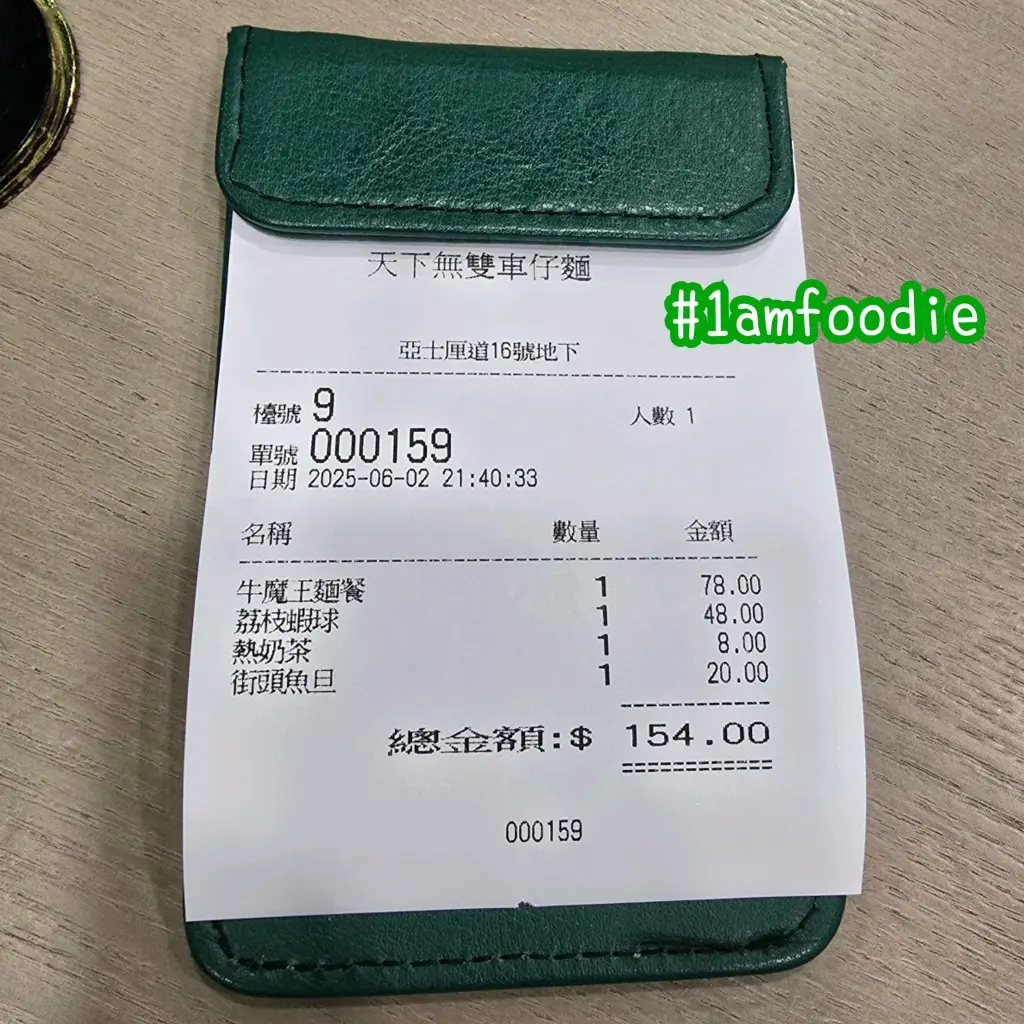 天下無雙車仔麵
#1amfoodie
亞士厘道16號地下
檯號 9 人數 1
單號 000159
日期 2025-06-02 21:40:33
名稱 數量 金額
牛魔王麵餐 1 78.00
荔枝蝦球 1 48.00
熱奶茶 1 8.00
街頭魚旦 1 20.00
總金額:$ 154.00
000159